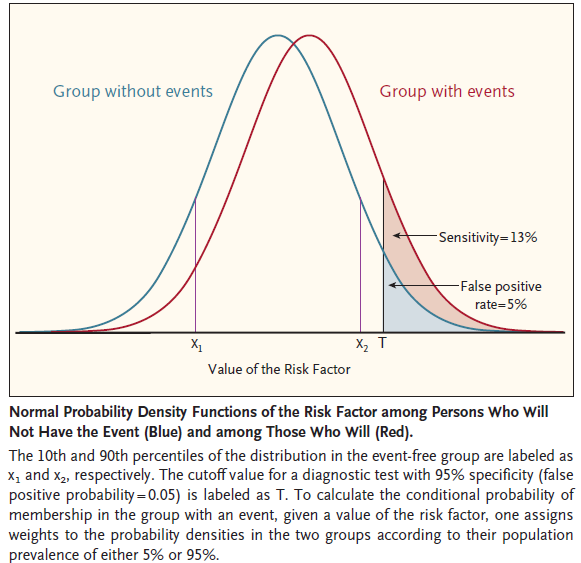 Group without events
Group with events
Sensitivity=13%
False positive
rate=5%
x₁
x₂ T
Value of the Risk Factor
Normal Probability Density Functions of the Risk Factor among Persons Who Will
Not Have the Event (Blue) and among Those Who Will (Red).
The 10th and 90th percentiles of the distribution in the event-free group are labeled as
x₁ and x₂, respectively. The cutoff value for a diagnostic test with 95% specificity (false
positive probability=0.05) is labeled as T. To calculate the conditional probability of
membership in the group with an event, given a value of the risk factor, one assigns
weights to the probability densities in the two groups according to their population
prevalence of either 5% or 95%.